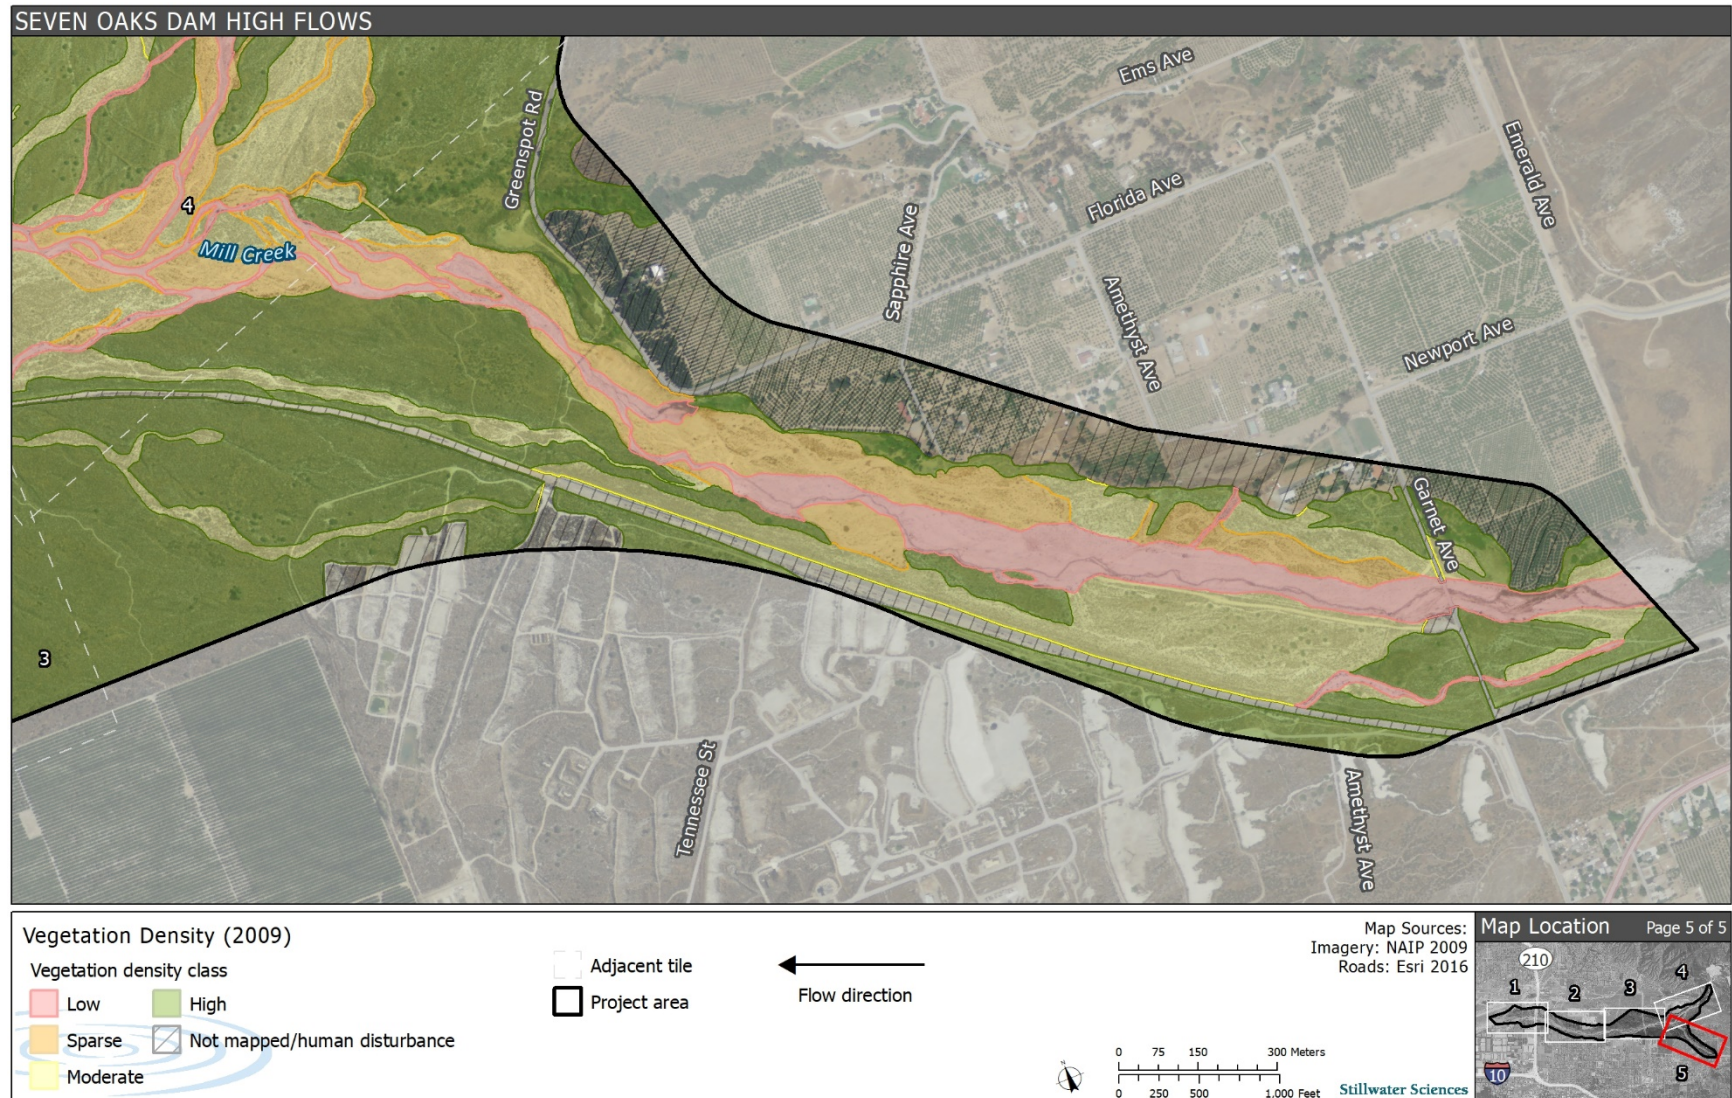 SEVEN OAKS DAM HIGH FLOWS
Ems Ave
Greenspot Rd
Emerald Ave
Florida Ave
4
Sapphire Ave
Mill Creek
Amethyst Ave
Newport Ave
Garnet Ave
3
Tennessee St
Amethyst Ave
Vegetation Density (2009)
Vegetation density class
Low
High
Sparse
Not mapped/human disturbance
Moderate
Adjacent tile
Project area
Flow direction
Map Sources:
Imagery: NAIP 2009
Roads: Esri 2016
N
0 75 150 300 Meters
0 250 500 1,000 Feet
Stillwater Sciences
Map Location Page 5 of 5
210
1
2
3
4
10
5